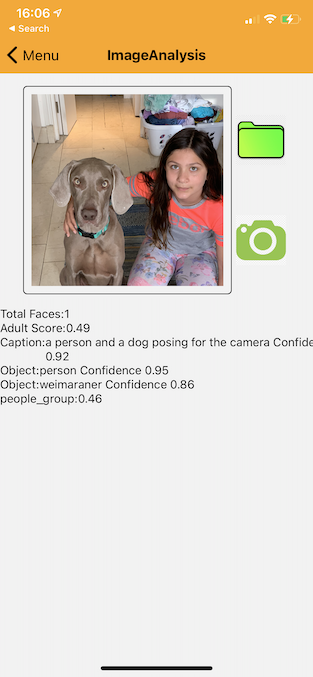 16:06
Search
Menu
ImageAnalysis
Total Faces:1
Adult Score:0.49
Caption:a person and a dog posing for the camera Confide
0.92
Object:person Confidence 0.95
Object:weimaraner Confidence 0.86
people_group:0.46